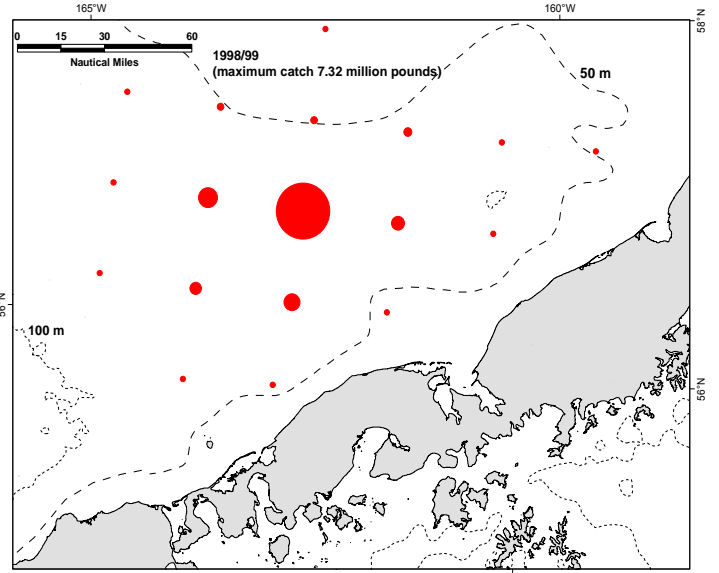 165°W
160°W
58°N
0 15 30 60
Nautical Miles
1998/99
(maximum catch 7.32 million pounds)
50 m
56°N
100 m
56°N